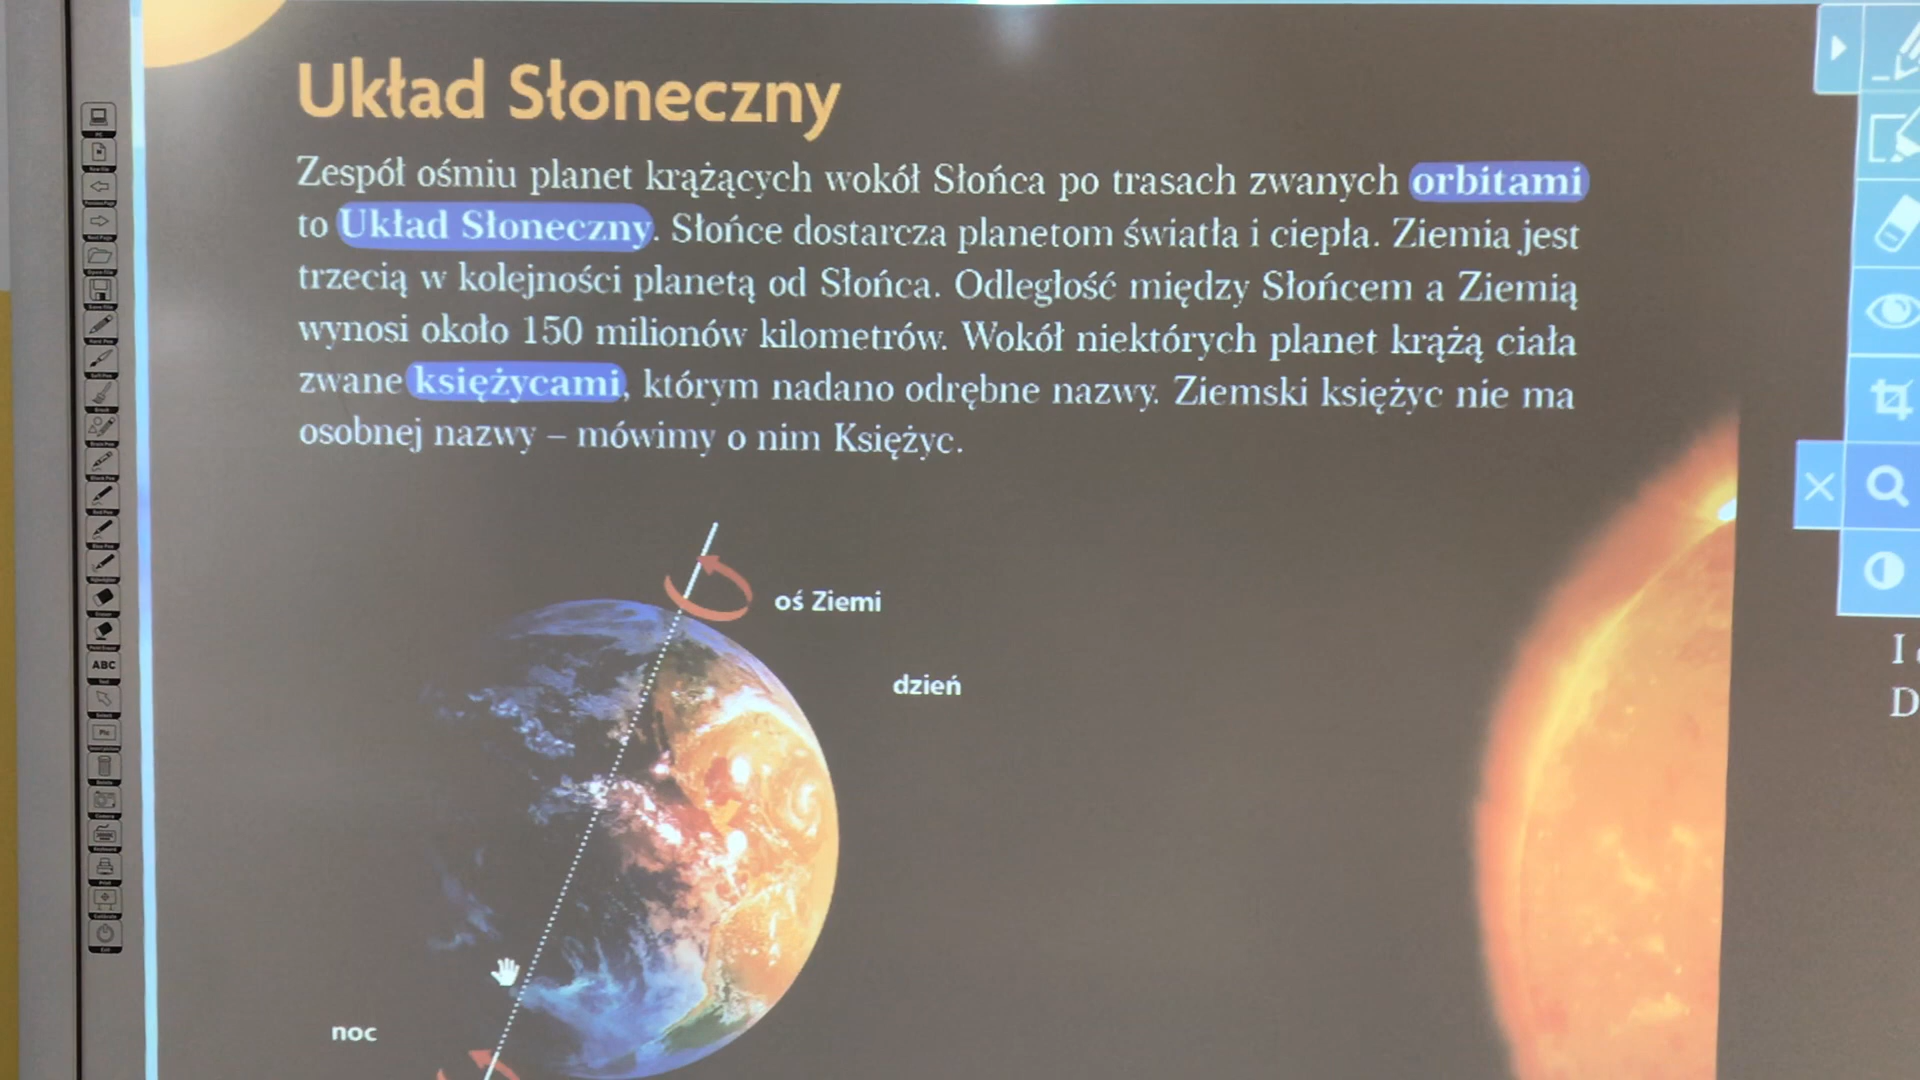 Układ Słoneczny
Zespół ośmiu planet krążących wokół Słońca po trasach zwanych orbitami
to Układ Słoneczny. Słońce dostarcza planetom światła i ciepła. Ziemia jest
trzecią w kolejności planetą od Słońca. Odległość między Słońcem a Ziemią
wynosi około 150 milionów kilometrów. Wokół niektórych planet krążą ciała
zwane księżycami, którym nadano odrębne nazwy. Ziemski księżyc nie ma
osobnej nazwy – mówimy o nim Księżyc.
oś Ziemi
dzień
noc
ABC
Pic
I
D